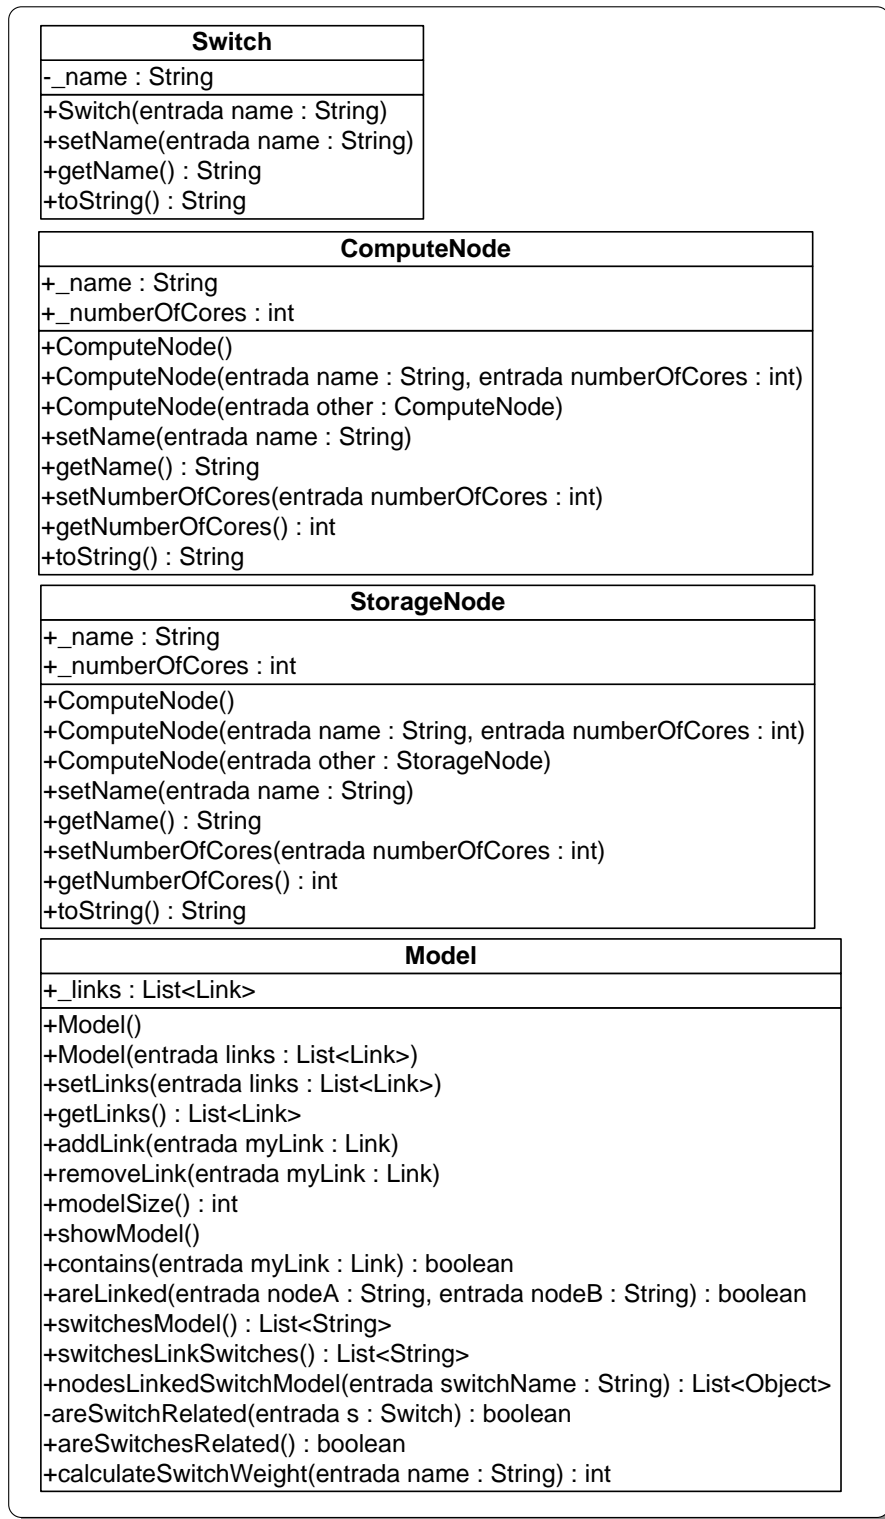 Switch
-_name : String
+Switch(entrada name : String)
+setName(entrada name : String)
+getName() : String
+toString() : String
ComputeNode
+_name : String
+_numberOfCores : int
+ComputeNode()
+ComputeNode(entrada name : String, entrada numberOfCores : int)
+ComputeNode(entrada other : ComputeNode)
+setName(entrada name : String)
+getName() : String
+setNumberOfCores(entrada numberOfCores : int)
+getNumberOfCores() : int
+toString() : String
StorageNode
+_name : String
+_numberOfCores : int
+ComputeNode()
+ComputeNode(entrada name : String, entrada numberOfCores : int)
+ComputeNode(entrada other : StorageNode)
+setName(entrada name : String)
+getName() : String
+setNumberOfCores(entrada numberOfCores : int)
+getNumberOfCores() : int
+toString() : String
Model
+_links : List<Link>
+Model()
+Model(entrada links : List<Link>)
+setLinks(entrada links : List<Link>)
+getLinks() : List<Link>
+addLink(entrada myLink : Link)
+removeLink(entrada myLink : Link)
+modelSize() : int
+showModel()
+contains(entrada myLink : Link) : boolean
+areLinked(entrada nodeA : String, entrada nodeB : String) : boolean
+switchesModel() : List<String>
+switchesLinkSwitches() : List<String>
+nodesLinkedSwitchModel(entrada switchName : String) : List<Object>
-areSwitchRelated(entrada s : Switch) : boolean
+areSwitchesRelated() : boolean
+calculateSwitchWeight(entrada name : String) : int